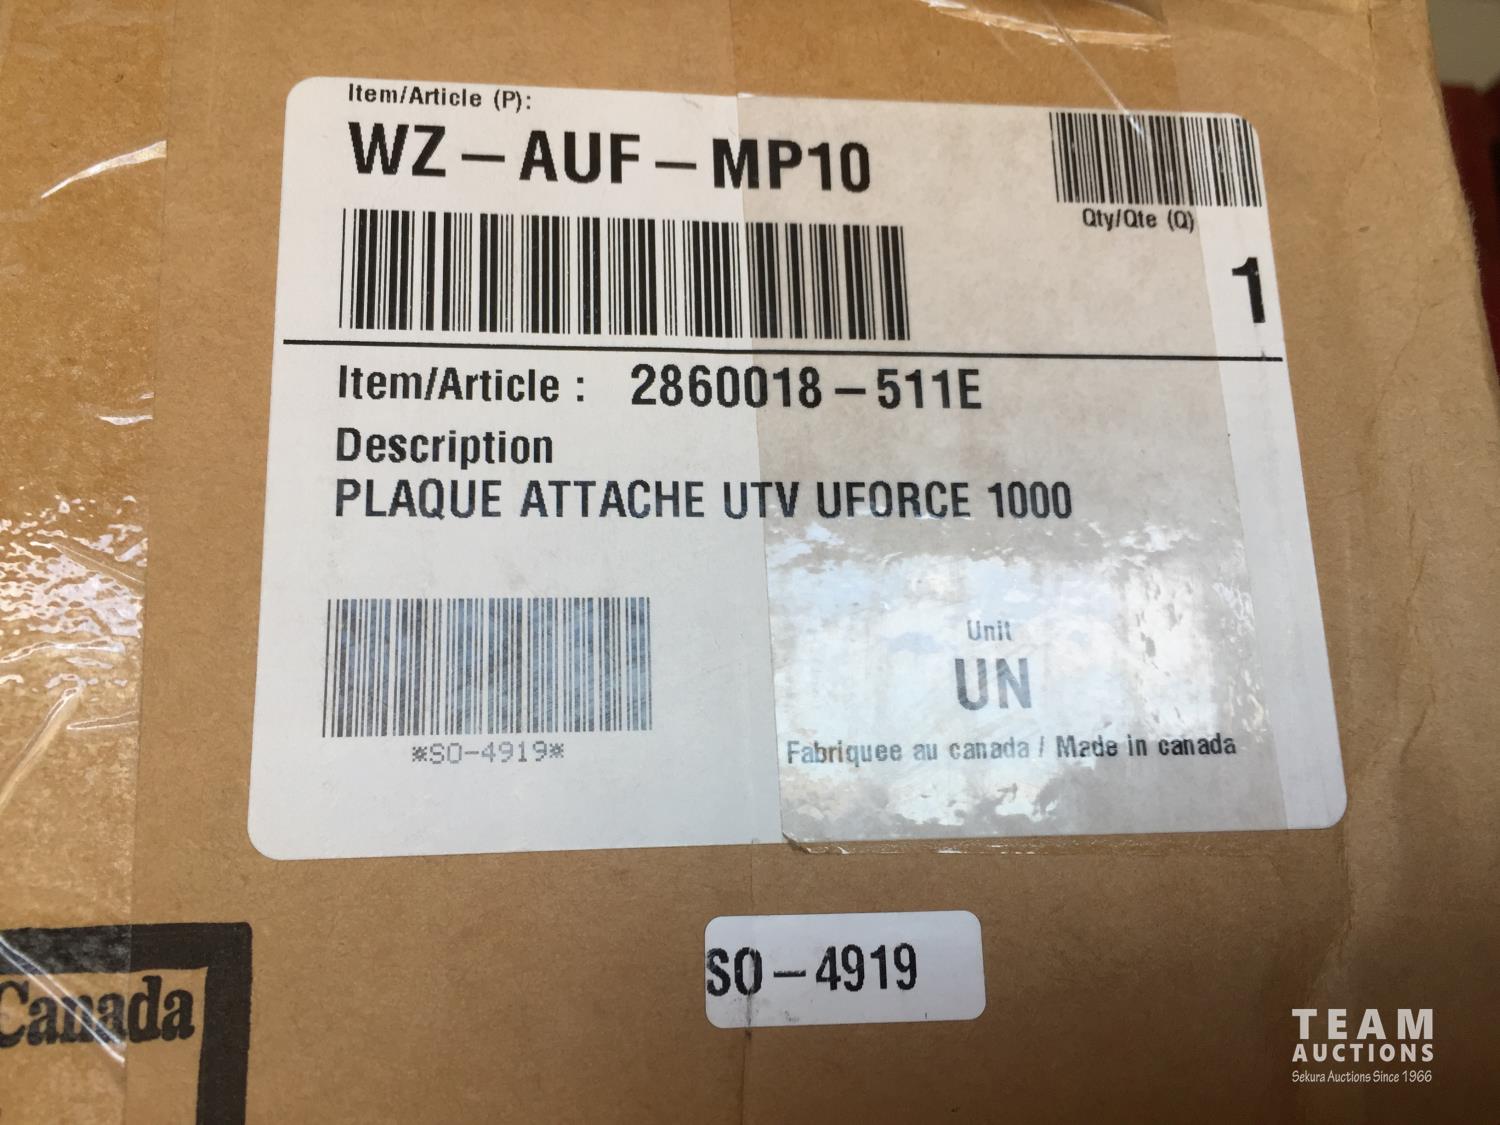 Item/Article (P):
WZ-AUF-MP10
Qty/Qte (Q)
1
Item/Article : 2860018-511E
Description
PLAQUE ATTACHE UTV UFORCE 1000
Unit
UN
*SO-4919*
Fabriquee au canada / Made in canada
SO-4919
Canada
TEAM
AUCTIONS
Sekura Auctions Since 1966